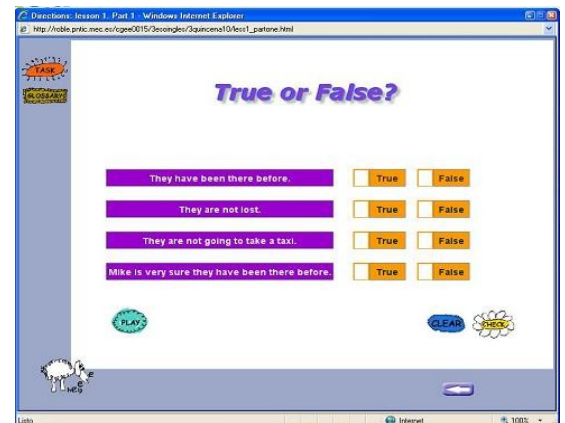 Directions: lesson 1. Part 1 - Windows Internet Explorer
http://roble.pntic.mec.es/cgee0015/3esoingles/3quincena10/less1_partone.html
TASK
GLOSSARY
True or False?
They have been there before. True False
They are not lost. True False
They are not going to take a taxi. True False
Mike is very sure they have been there before. True False
PLAY CLEAR CHECK
Listo Internet 100%